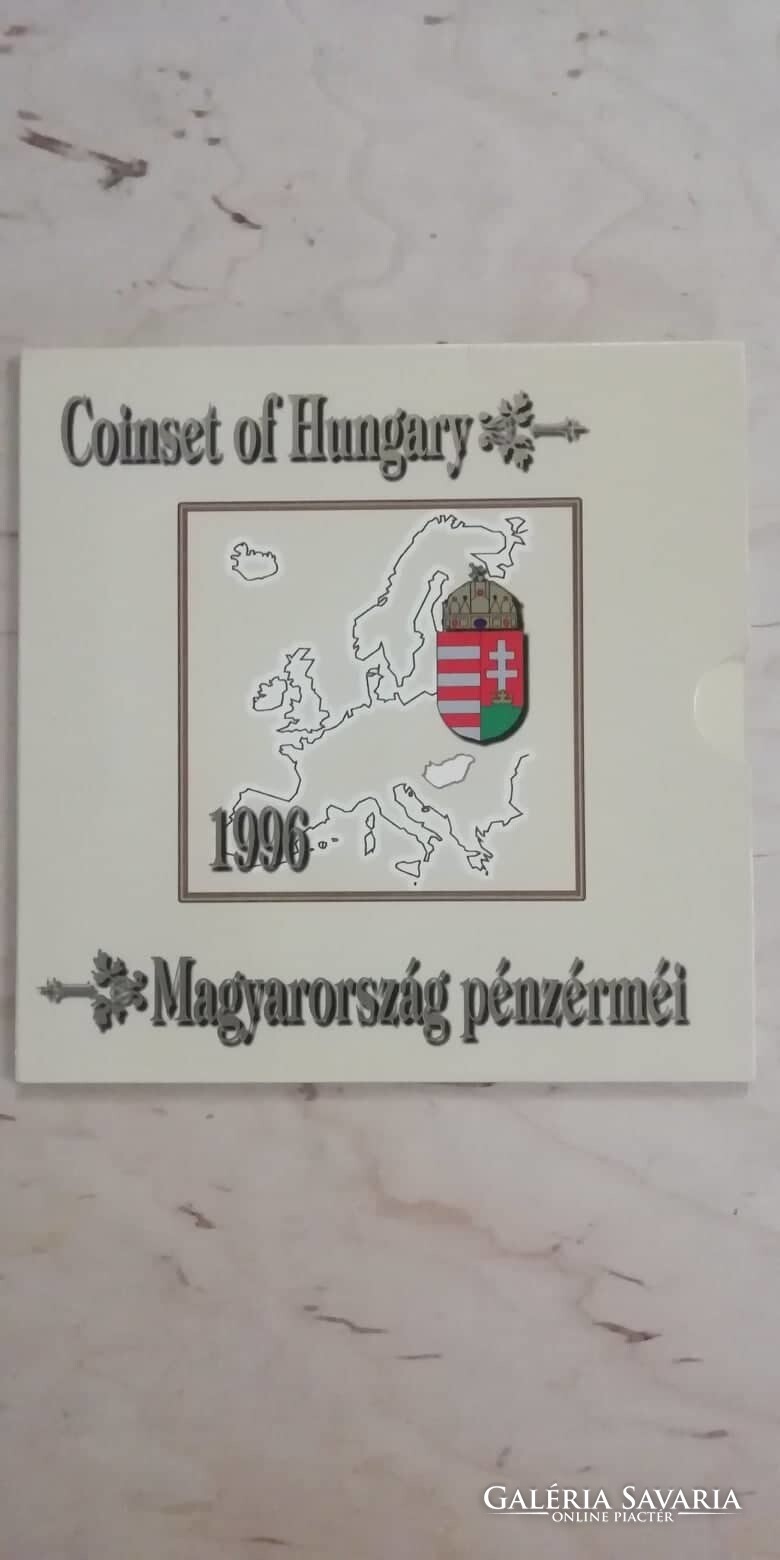 Coinset of Hungary
1996
Magyarország pénzérméi
GALÉRIA SAVARIA
ONLINE PIACTÉR